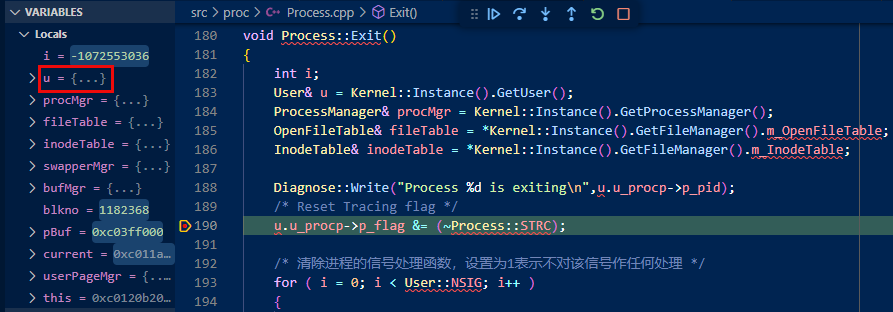 VARIABLES
Locals
i = -1072553036
u = {...}
procMgr = {...}
fileTable = {...}
inodeTable = {...}
swapperMgr = {...}
bufMgr = {...}
blkno = 1182368
pBuf = 0xc03ff000
current = 0xc011a...
userPageMgr = {...
this = 0xc0120b20...
src > proc > Process.cpp > Exit()
180 void Process::Exit()
181 {
182 int i;
183 User& u = Kernel::Instance().GetUser();
184 ProcessManager& procMgr = Kernel::Instance().GetProcessManager();
185 OpenFileTable& fileTable = *Kernel::Instance().GetFileManager().m_OpenFileTable;
186 InodeTable& inodeTable = *Kernel::Instance().GetFileManager().m_InodeTable;
187
188 Diagnose::Write("Process %d is exiting\n",u.u_procp->p_pid);
189 /* Reset Tracing flag */
190 u.u_procp->p_flag &= (~Process::STRC);
191
192 /* 清除进程的信号处理函数，设置为1表示不对该信号作任何处理 */
193 for ( i = 0; i < User::NSIG; i++ )
194 {